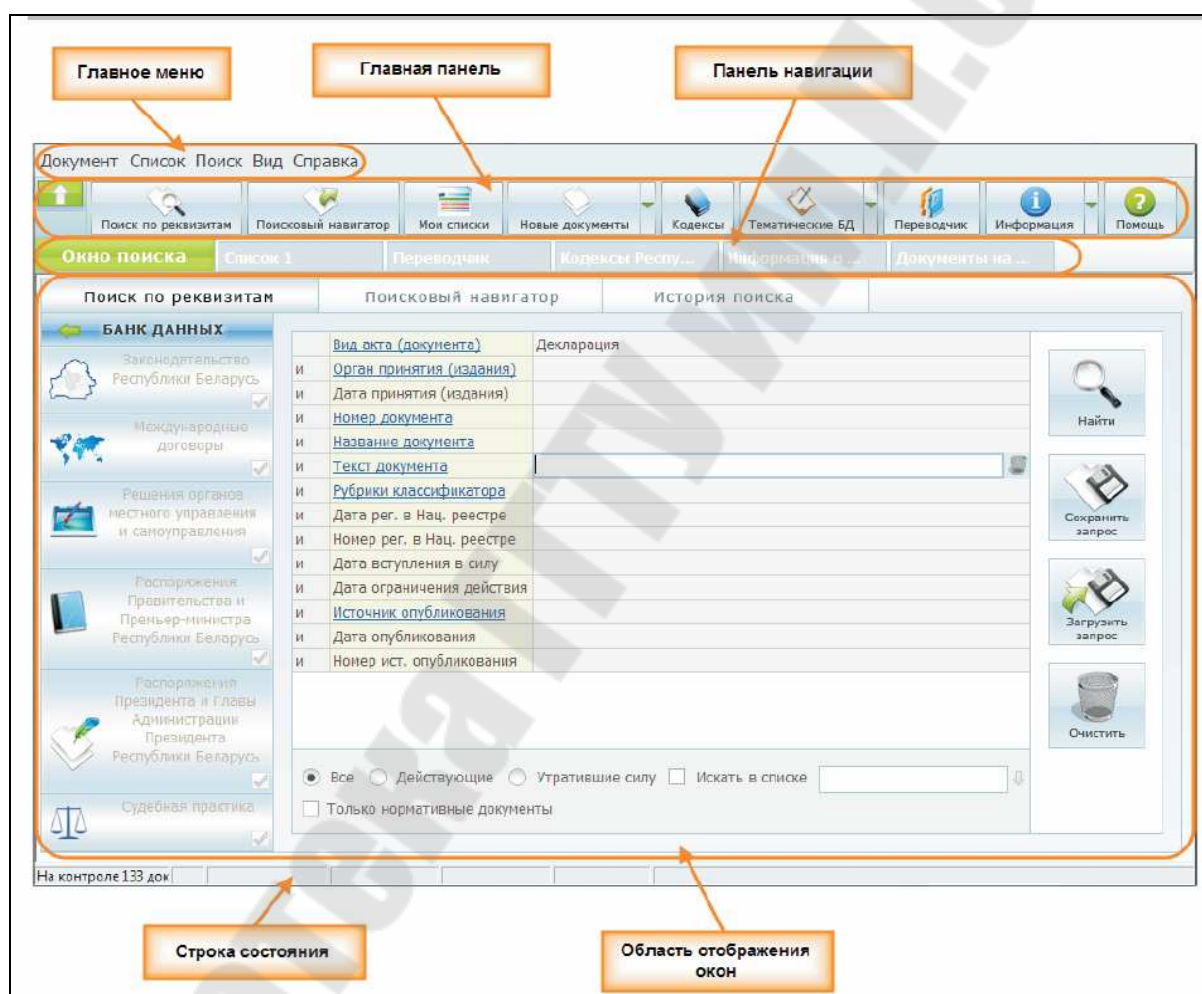 Главное меню
Главная панель
Панель навигации
Документ Список Поиск Вид Справка
Поиск по реквизитам
Поисковый навигатор
Мои списки
Новые документы
Кодексы
Тематические БД
Переводчик
Информация
Помощь
Окно поиска
Список 1
Переводчик
Кодексы Респу...
Информация о ...
Документы на ...
Поиск по реквизитам
Поисковый навигатор
История поиска
БАНК ДАННЫХ
Законодательство
Республики Беларусь
Международные
договоры
Решения органов
местного управления
и самоуправления
Распоряжения
Правительства и
Премьер-министра
Республики Беларусь
Распоряжения
Президента и Главы
Администрации
Президента
Республики Беларусь
Судебная практика
Вид акта (документа) Декларация
и Орган принятия (издания)
и Дата принятия (издания)
и Номер документа
и Название документа
и Текст документа
и Рубрики классификатора
и Дата рег. в Нац. реестре
и Номер рег. в Нац. реестре
и Дата вступления в силу
и Дата ограничения действия
и Источник опубликования
и Дата опубликования
и Номер ист. опубликования
Все Действующие Утратившие силу Искать в списке
Только нормативные документы
Найти
Сохранить
запрос
Загрузить
запрос
Очистить
На контроле 133 док
Строка состояния
Область отображения
окон